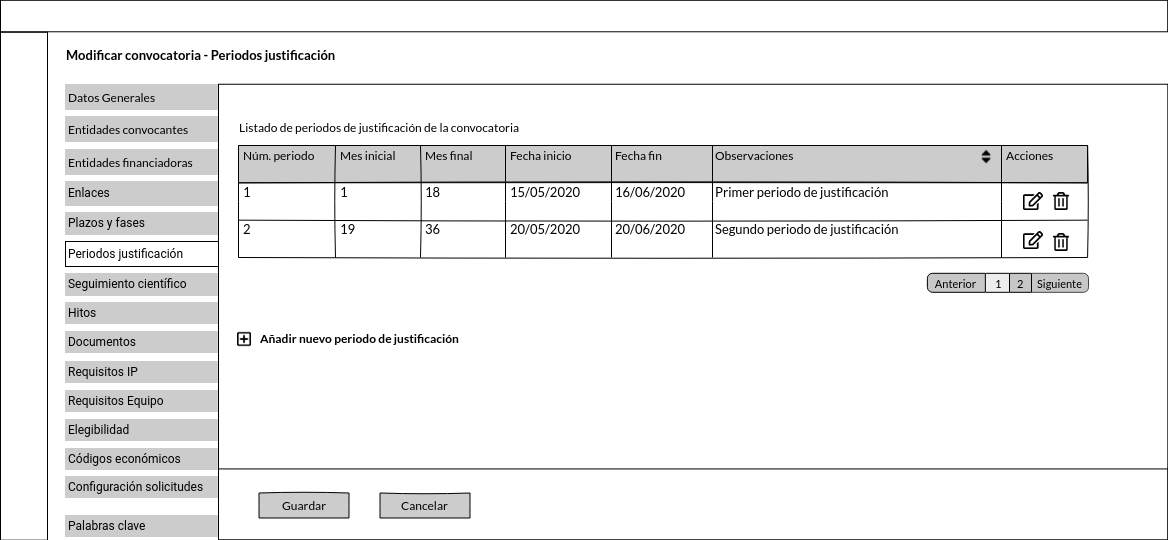 Modificar convocatoria - Periodos justificación
Datos Generales
Entidades convocantes
Entidades financiadoras
Enlaces
Plazos y fases
Periodos justificación
Seguimiento científico
Hitos
Documentos
Requisitos IP
Requisitos Equipo
Elegibilidad
Códigos económicos
Configuración solicitudes
Palabras clave
Listado de periodos de justificación de la convocatoria
Núm. periodo Mes inicial Mes final Fecha inicio Fecha fin Observaciones Acciones
1 1 18 15/05/2020 16/06/2020 Primer periodo de justificación
2 19 36 20/05/2020 20/06/2020 Segundo periodo de justificación
Anterior 1 2 Siguiente
Añadir nuevo periodo de justificación
Guardar Cancelar